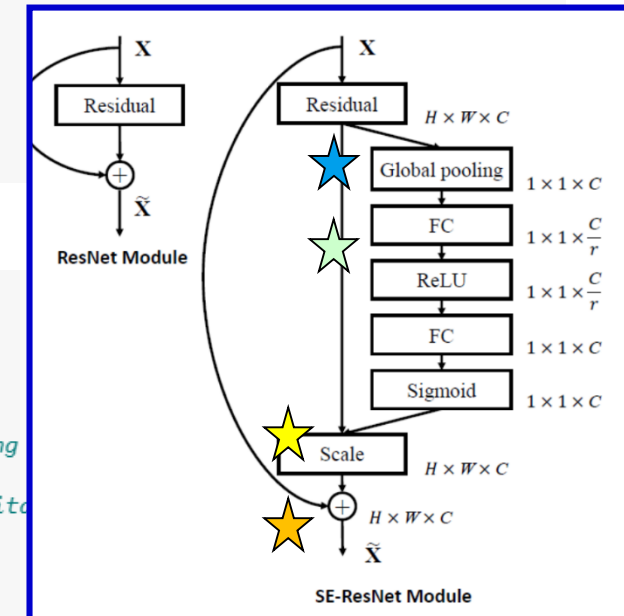 X
Residual
+
X̃
ResNet Module
X
Residual
H × W × C
Global pooling
1 × 1 × C
FC
1 × 1 × C/r
ReLU
1 × 1 × C/r
FC
1 × 1 × C
Sigmoid
1 × 1 × C
Scale
H × W × C
+
H × W × C
X̃
SE-ResNet Module
ng